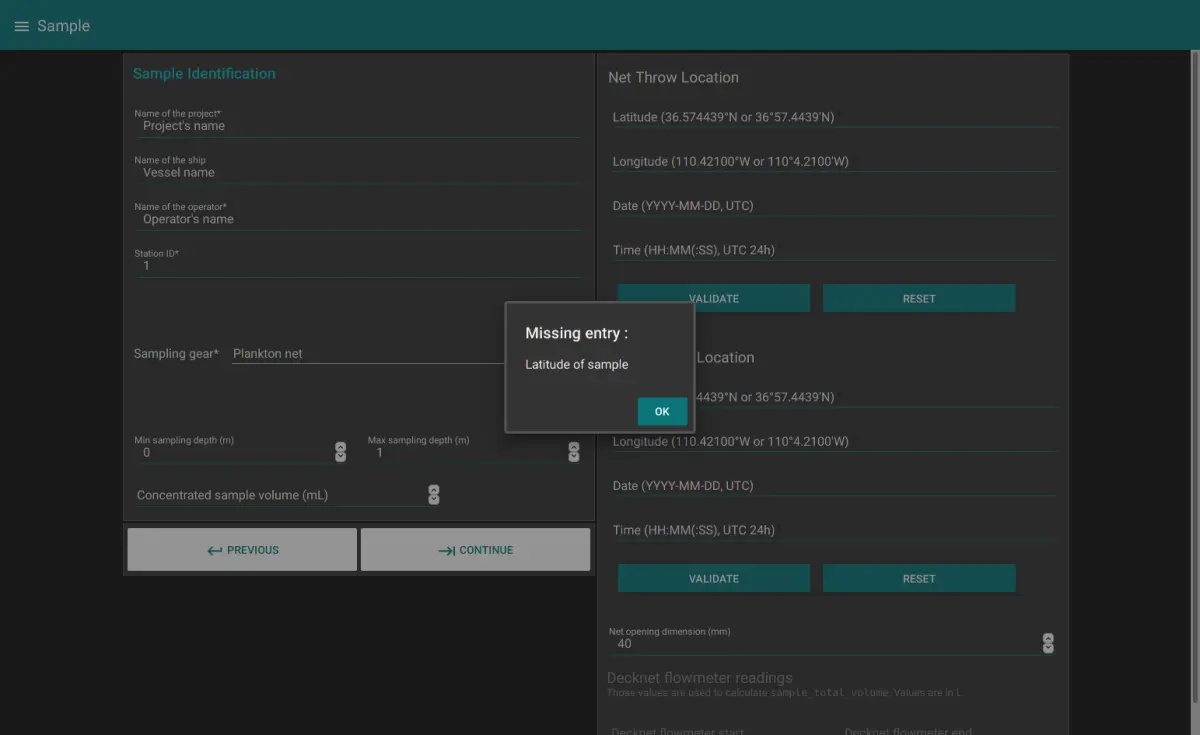 Sample
Sample Identification
Name of the project*
Project's name
Name of the ship
Vessel name
Name of the operator*
Operator's name
Station ID*
1
Sampling gear* Plankton net
Min sampling depth (m) Max sampling depth (m)
0 1
Concentrated sample volume (mL)
PREVIOUS CONTINUE
Net Throw Location
Latitude (36.574439°N or 36°57.4439'N)
Longitude (110.42100°W or 110°4.2100'W)
Date (YYYY-MM-DD, UTC)
Time (HH:MM(:SS), UTC 24h)
VALIDATE RESET
Missing entry :
Latitude of sample
OK
Location
4439°N or 36°57.4439'N)
Longitude (110.42100°W or 110°4.2100'W)
Date (YYYY-MM-DD, UTC)
Time (HH:MM(:SS), UTC 24h)
VALIDATE RESET
Net opening dimension (mm)
40
Decknet flowmeter readings
Those values are used to calculate sample_total_volume. Values are in L.
Decknet flowmeter start Decknet flowmeter end